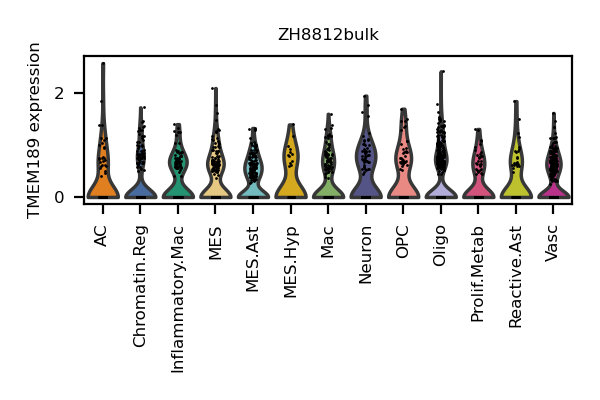 ZH8812bulk
TMEM189 expression
2
0
AC
Chromatin.Reg
Inflammatory.Mac
MES
MES.Ast
MES.Hyp
Mac
Neuron
OPC
Oligo
Prolif.Metab
Reactive.Ast
Vasc